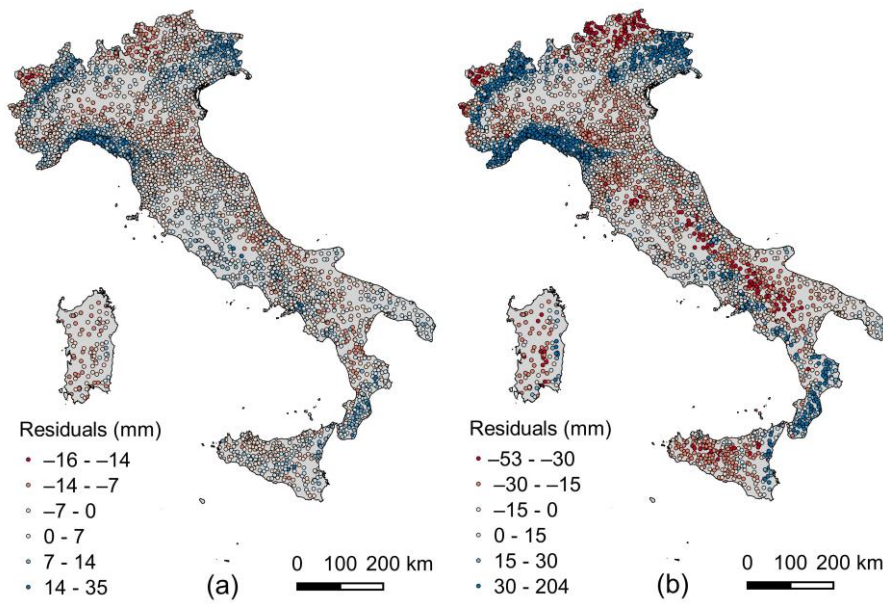 Residuals (mm)
–16 - –14
–14 - –7
–7 - 0
0 - 7
7 - 14
14 - 35
(a)
0 100 200 km
Residuals (mm)
–53 - –30
–30 - –15
–15 - 0
0 - 15
15 - 30
30 - 204
(b)
0 100 200 km